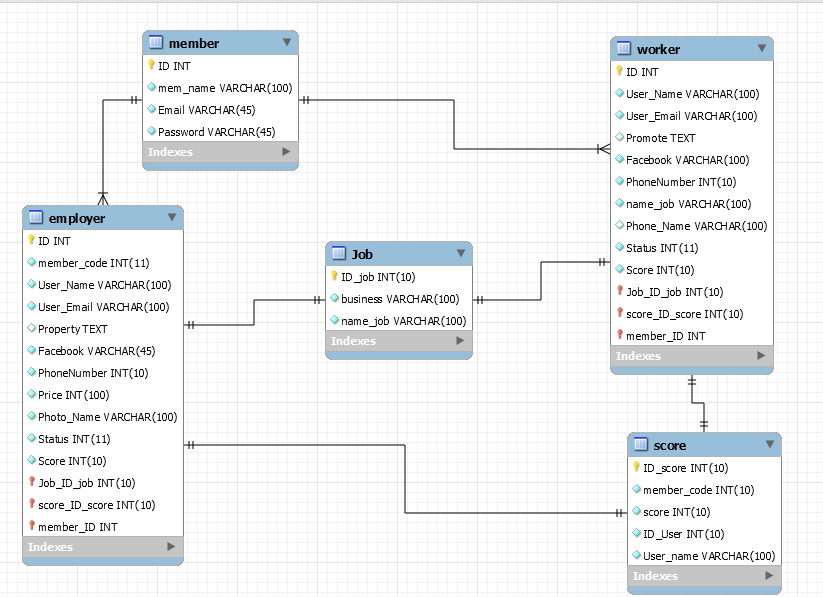 member
ID INT
mem_name VARCHAR(100)
Email VARCHAR(45)
Password VARCHAR(45)
Indexes
employer
ID INT
member_code INT(11)
User_Name VARCHAR(100)
User_Email VARCHAR(100)
Property TEXT
Facebook VARCHAR(45)
PhoneNumber INT(10)
Price INT(100)
Photo_Name VARCHAR(100)
Status INT(11)
Score INT(10)
Job_ID_job INT(10)
score_ID_score INT(10)
member_ID INT
Indexes
Job
ID_job INT(10)
business VARCHAR(100)
name_job VARCHAR(100)
Indexes
worker
ID INT
User_Name VARCHAR(100)
User_Email VARCHAR(100)
Promote TEXT
Facebook VARCHAR(100)
PhoneNumber INT(10)
name_job VARCHAR(100)
Phone_Name VARCHAR(100)
Status INT(11)
Score INT(10)
Job_ID_job INT(10)
score_ID_score INT(10)
member_ID INT
Indexes
score
ID_score INT(10)
member_code INT(10)
score INT(10)
ID_User INT(10)
User_name VARCHAR(100)
Indexes